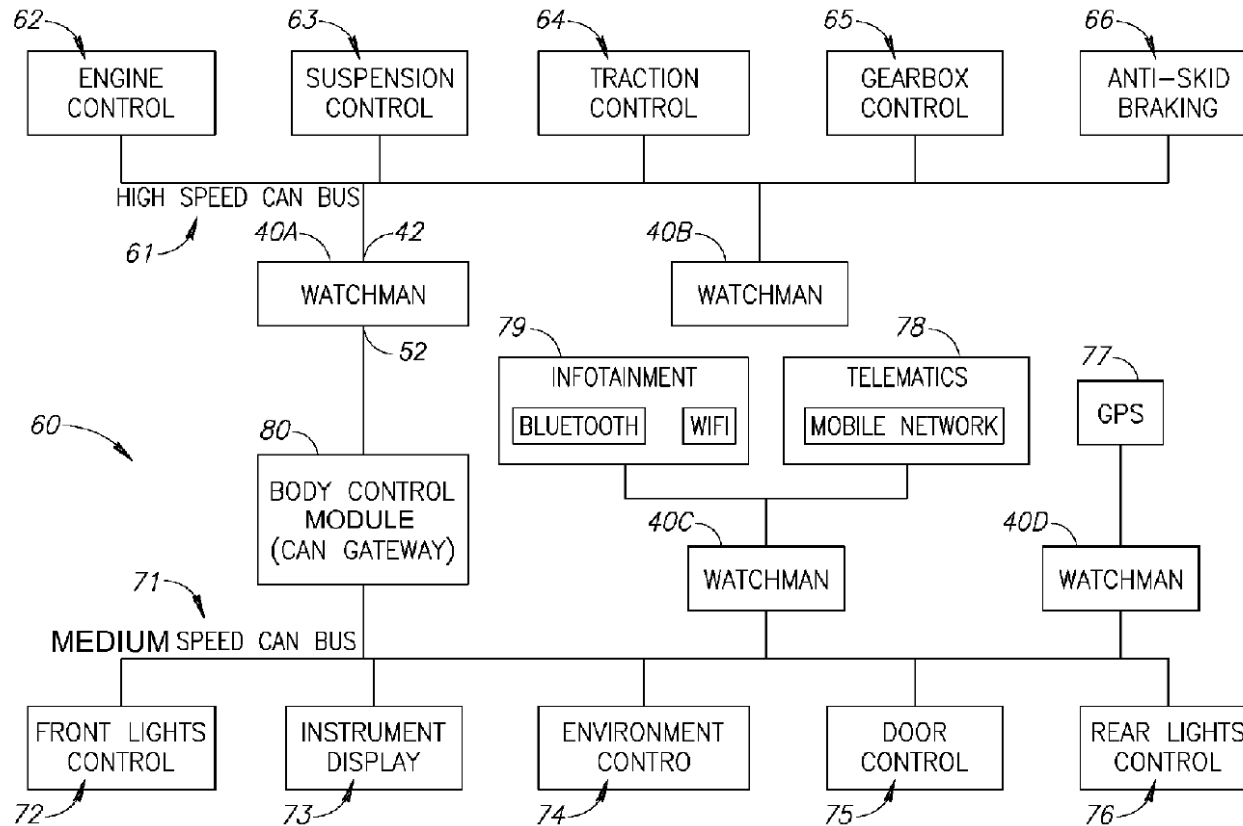 62
63
64
65
66
ENGINE
CONTROL
SUSPENSION
CONTROL
TRACTION
CONTROL
GEARBOX
CONTROL
ANTI-SKID
BRAKING
HIGH SPEED CAN BUS
61
40A
42
40B
WATCHMAN
WATCHMAN
52
79
78
77
INFOTAINMENT
BLUETOOTH
WIFI
TELEMATICS
MOBILE NETWORK
GPS
60
80
BODY CONTROL
MODULE
(CAN GATEWAY)
40C
40D
WATCHMAN
WATCHMAN
71
MEDIUM SPEED CAN BUS
FRONT LIGHTS
CONTROL
INSTRUMENT
DISPLAY
ENVIRONMENT
CONTRO
DOOR
CONTROL
REAR LIGHTS
CONTROL
72
73
74
75
76